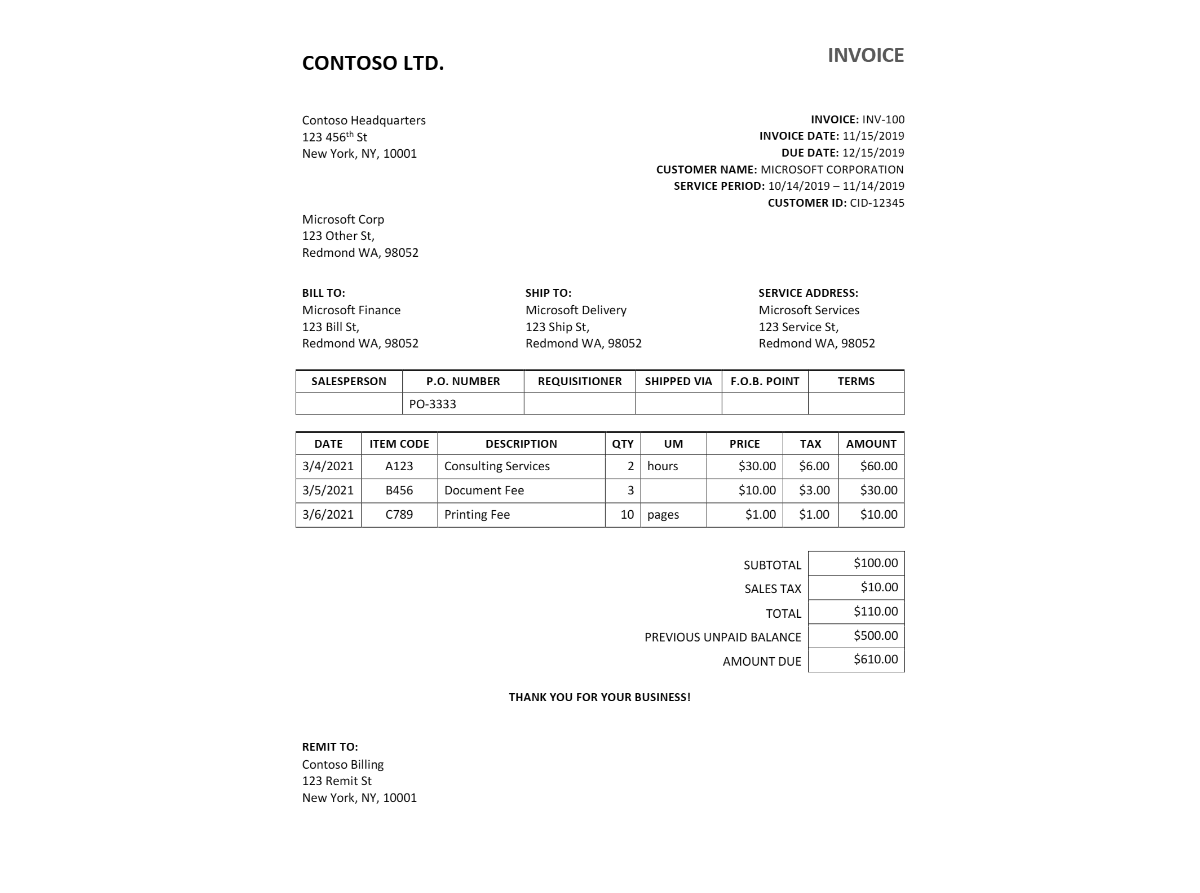 CONTOSO LTD.
INVOICE
Contoso Headquarters
123 456th St
New York, NY, 10001
INVOICE: INV-100
INVOICE DATE: 11/15/2019
DUE DATE: 12/15/2019
CUSTOMER NAME: MICROSOFT CORPORATION
SERVICE PERIOD: 10/14/2019 – 11/14/2019
CUSTOMER ID: CID-12345
Microsoft Corp
123 Other St,
Redmond WA, 98052
BILL TO:
Microsoft Finance
123 Bill St,
Redmond WA, 98052
SHIP TO:
Microsoft Delivery
123 Ship St,
Redmond WA, 98052
SERVICE ADDRESS:
Microsoft Services
123 Service St,
Redmond WA, 98052
SALESPERSON P.O. NUMBER REQUISITIONER SHIPPED VIA F.O.B. POINT TERMS
PO-3333
DATE ITEM CODE DESCRIPTION QTY UM PRICE TAX AMOUNT
3/4/2021 A123 Consulting Services 2 hours $30.00 $6.00 $60.00
3/5/2021 B456 Document Fee 3 $10.00 $3.00 $30.00
3/6/2021 C789 Printing Fee 10 pages $1.00 $1.00 $10.00
SUBTOTAL $100.00
SALES TAX $10.00
TOTAL $110.00
PREVIOUS UNPAID BALANCE $500.00
AMOUNT DUE $610.00
THANK YOU FOR YOUR BUSINESS!
REMIT TO:
Contoso Billing
123 Remit St
New York, NY, 10001